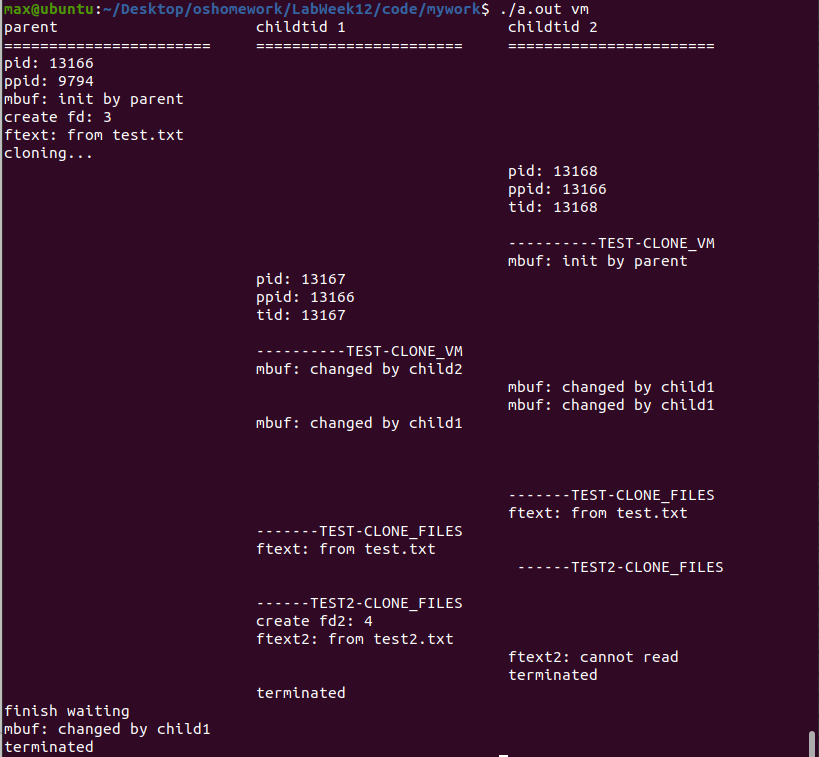 max@ubuntu:~/Desktop/oshomework/LabWeek12/code/mywork$ ./a.out vm
parent childtid 1 childtid 2
======================= ======================= =======================
pid: 13166
ppid: 9794
mbuf: init by parent
create fd: 3
ftext: from test.txt
cloning...
pid: 13168
ppid: 13166
tid: 13168
----------TEST-CLONE_VM
mbuf: init by parent
pid: 13167
ppid: 13166
tid: 13167
----------TEST-CLONE_VM
mbuf: changed by child2
mbuf: changed by child1
mbuf: changed by child1
mbuf: changed by child1
-------TEST-CLONE_FILES
ftext: from test.txt
-------TEST-CLONE_FILES
ftext: from test.txt
------TEST2-CLONE_FILES
------TEST2-CLONE_FILES
create fd2: 4
ftext2: from test2.txt
ftext2: cannot read
terminated
terminated
finish waiting
mbuf: changed by child1
terminated